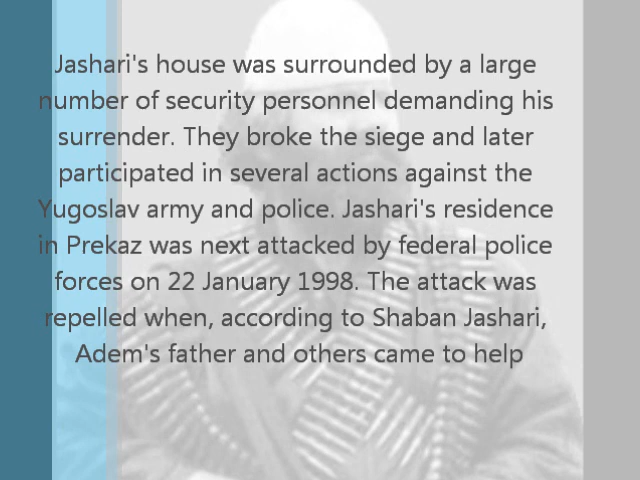 Jashari's house was surrounded by a large
number of security personnel demanding his
surrender. They broke the siege and later
participated in several actions against the
Yugoslav army and police. Jashari's residence
in Prekaz was next attacked by federal police
forces on 22 January 1998. The attack was
repelled when, according to Shaban Jashari,
Adem's father and others came to help